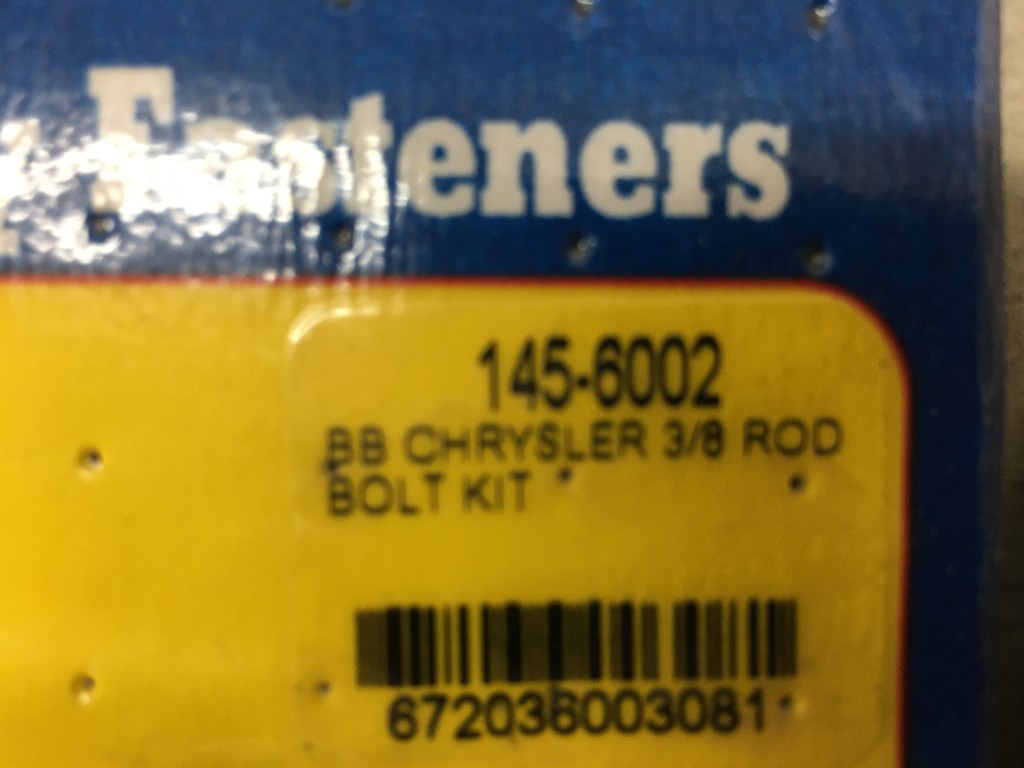 Fasteners
145-6002
BB CHRYSLER 3/8 ROD
BOLT KIT
672036003081